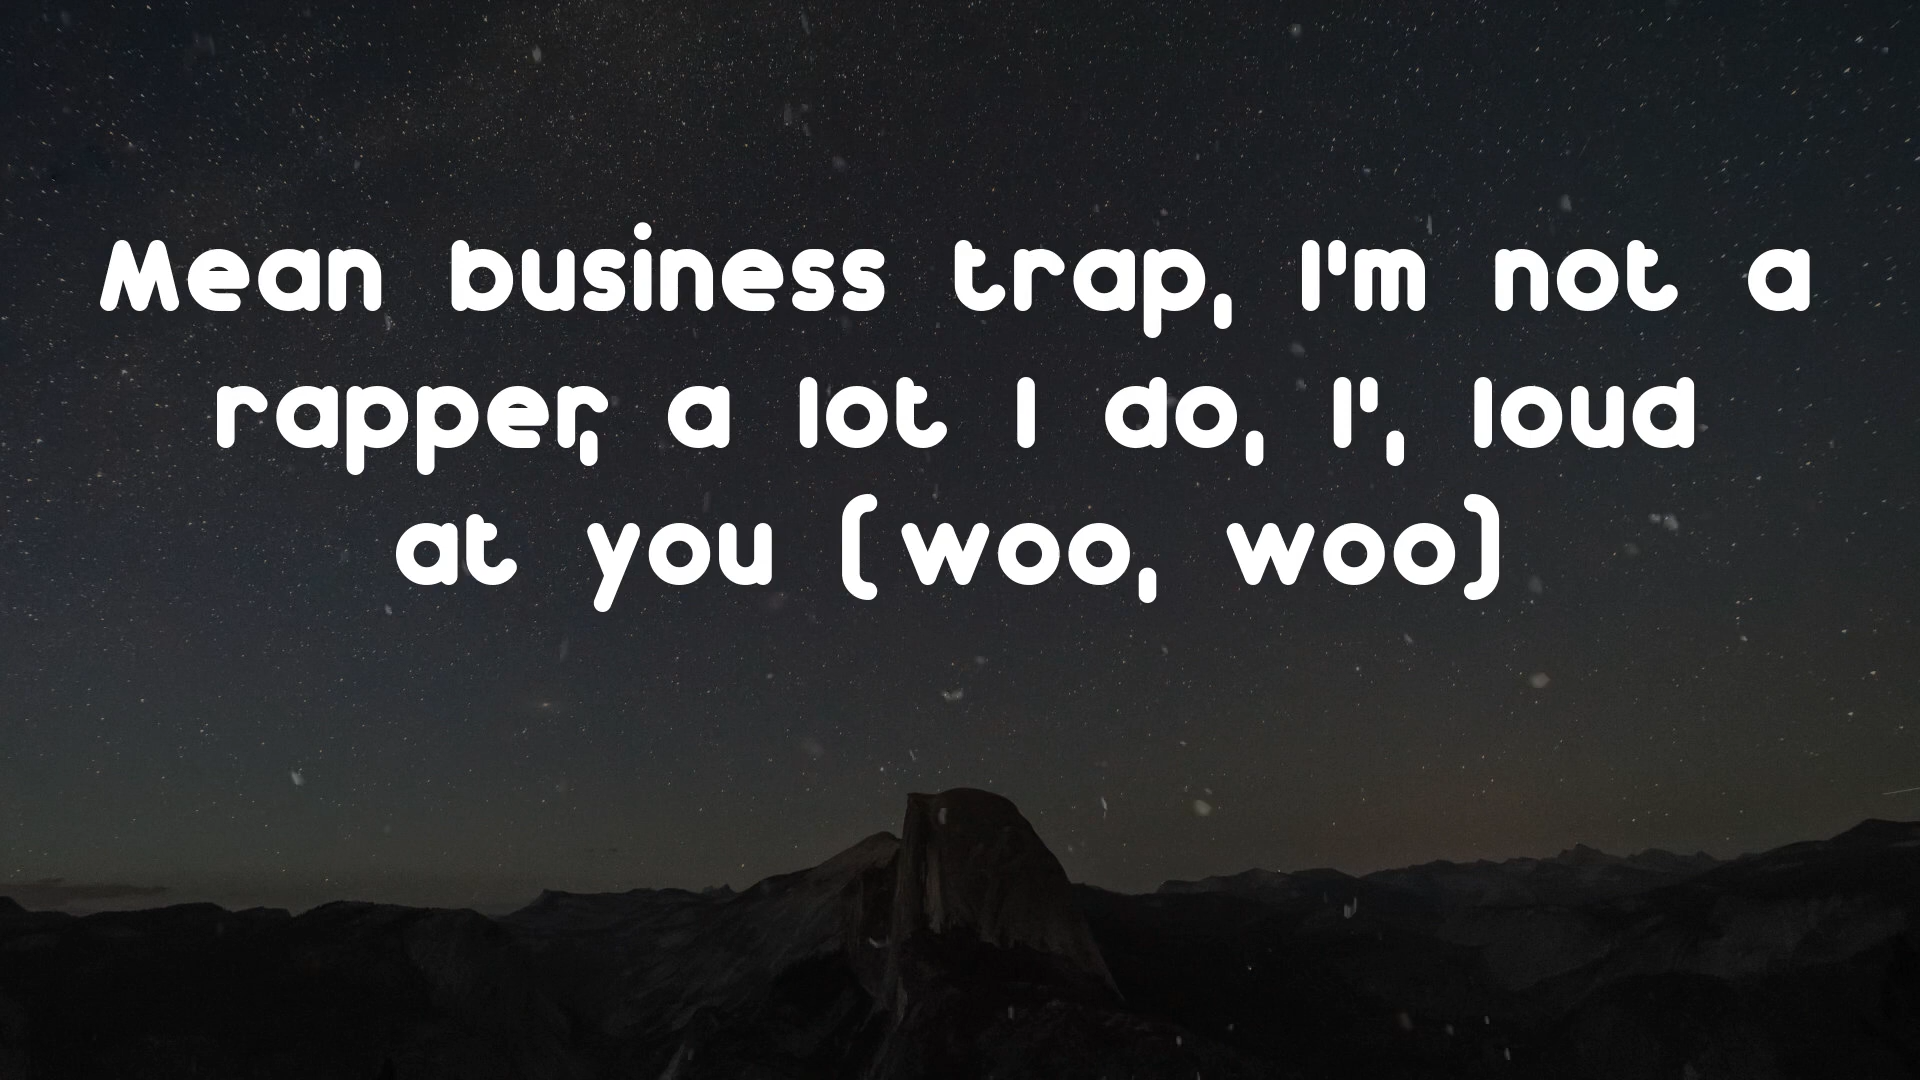 Mean business trap, I'm not a
rapper, a lot I do, I', loud
at you (woo, woo)